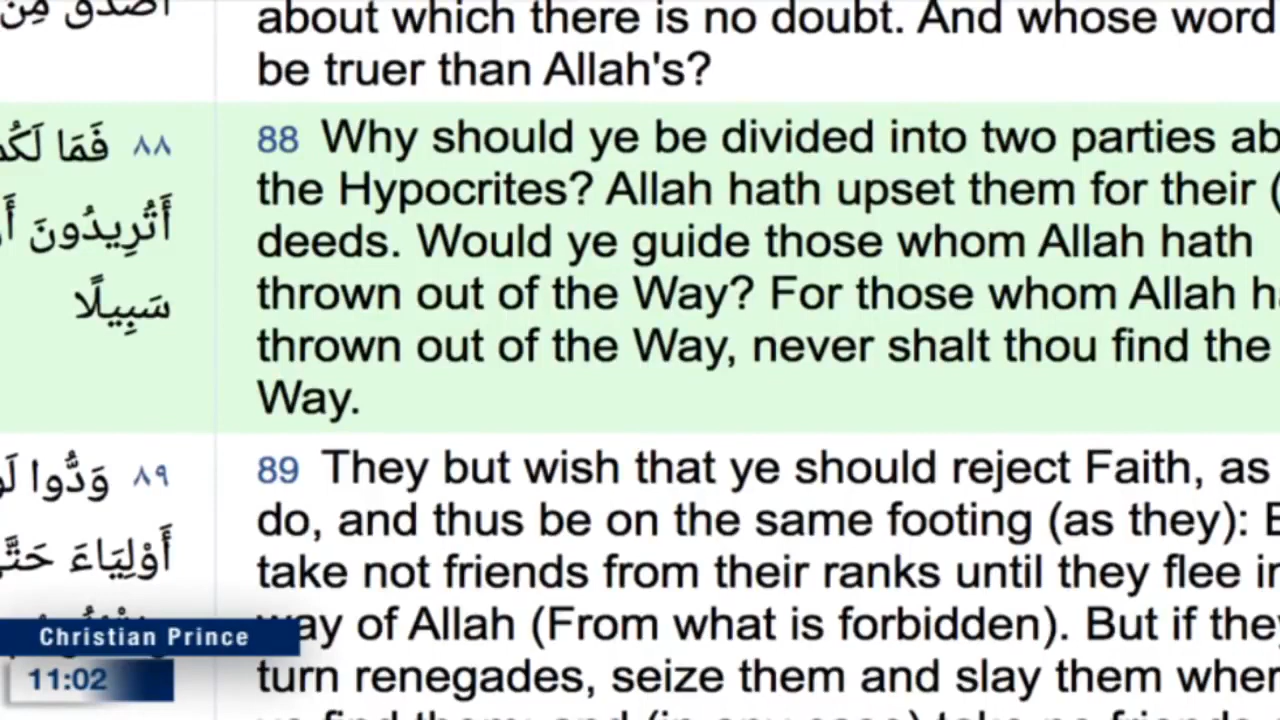 أصدق من
about which there is no doubt. And whose word
be truer than Allah's?
٨٨ فَمَا
88 Why should ye be divided into two parties
the Hypocrites? Allah hath upset them for their (
أَتُرِيدُونَ
deeds. Would ye guide those whom Allah hath
سَبِيلًا
thrown out of the Way? For those whom Allah
thrown out of the Way, never shalt thou find the
Way.
٨٩ وَدُّوا
89 They but wish that ye should reject Faith, as
do, and thus be on the same footing (as they):
أَوْلِيَاءَ
take not friends from their ranks until they flee
way of Allah (From what is forbidden). But if they
turn renegades, seize them and slay them
Christian Prince
11:02